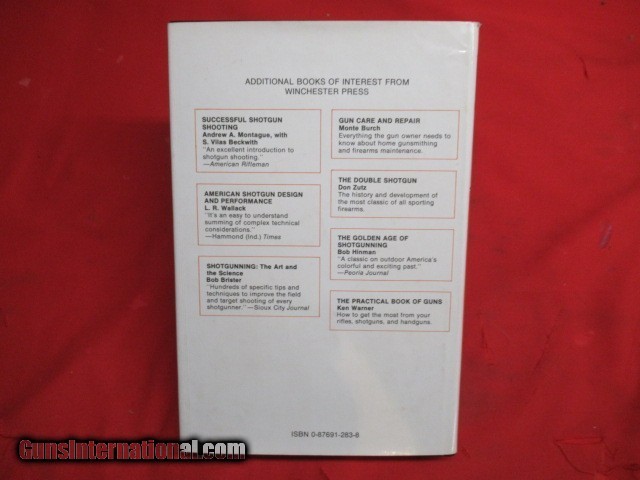 ADDITIONAL BOOKS OF INTEREST FROM
WINCHESTER PRESS
SUCCESSFUL SHOTGUN
SHOOTING
Andrew A. Montague, with
S. Vilas Beckwith
"An excellent introduction to
shotgun shooting."
—American Rifleman
AMERICAN SHOTGUN DESIGN
AND PERFORMANCE
L. R. Wallack
"It's an easy to understand
summing of complex technical
considerations."
—Hammond (Ind.) Times
SHOTGUNNING: The Art and
the Science
Bob Brister
"Hundreds of specific tips and
techniques to improve the field
and target shooting of every
shotgunner." —Sioux City Journal
GUN CARE AND REPAIR
Monte Burch
Everything the gun owner needs to
know about home gunsmithing
and firearms maintenance.
THE DOUBLE SHOTGUN
Don Zutz
The history and development of
the most classic of all sporting
firearms.
THE GOLDEN AGE OF
SHOTGUNNING
Bob Hinman
"A classic on outdoor America's
colorful and exciting past."
—Peoria Journal
THE PRACTICAL BOOK OF GUNS
Ken Warner
How to get the most from your
rifles, shotguns, and handguns.
ISBN 0-87691-283-8
GunsInternational.com